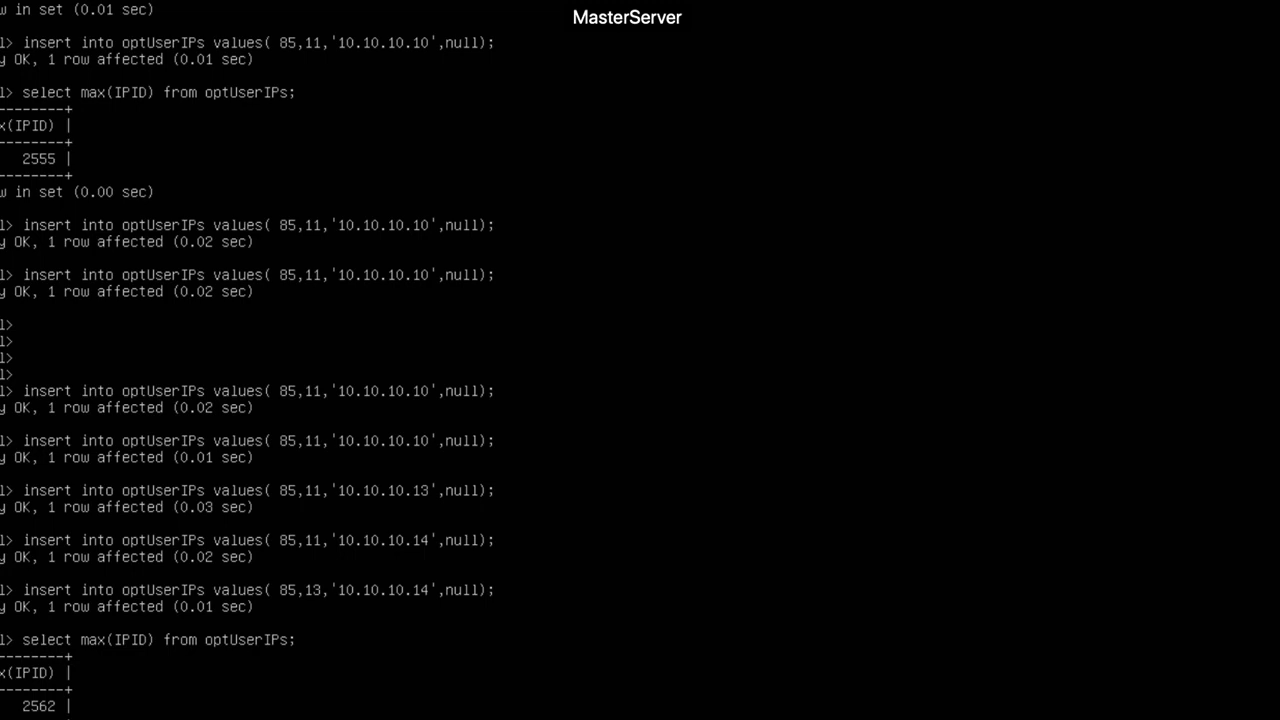 MasterServer
w in set (0.01 sec)
l> insert into optUserIPs values( 85,11,'10.10.10.10',null);
y OK, 1 row affected (0.01 sec)
l> select max(IPID) from optUserIPs;
--------+
x(IPID) |
--------+
2555 |
--------+
w in set (0.00 sec)
l> insert into optUserIPs values( 85,11,'10.10.10.10',null);
y OK, 1 row affected (0.02 sec)
l> insert into optUserIPs values( 85,11,'10.10.10.10',null);
y OK, 1 row affected (0.02 sec)
l>
l>
l>
l>
l> insert into optUserIPs values( 85,11,'10.10.10.10',null);
y OK, 1 row affected (0.02 sec)
l> insert into optUserIPs values( 85,11,'10.10.10.10',null);
y OK, 1 row affected (0.01 sec)
l> insert into optUserIPs values( 85,11,'10.10.10.13',null);
y OK, 1 row affected (0.03 sec)
l> insert into optUserIPs values( 85,11,'10.10.10.14',null);
y OK, 1 row affected (0.02 sec)
l> insert into optUserIPs values( 85,13,'10.10.10.14',null);
y OK, 1 row affected (0.01 sec)
l> select max(IPID) from optUserIPs;
--------+
x(IPID) |
--------+
2562 |